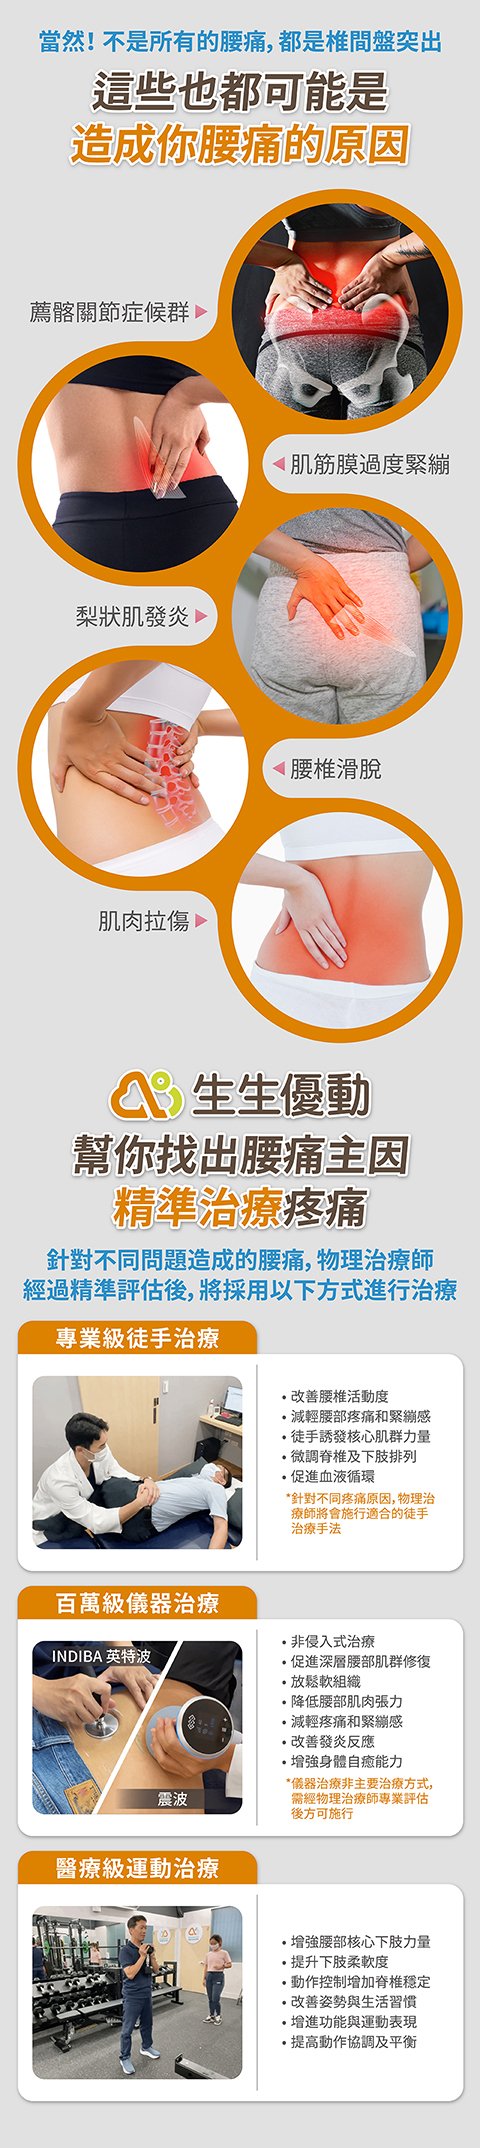 當然！不是所有的腰痛，都是椎間盤突出
這些也都可能是
造成你腰痛的原因
薦髂關節症候群
肌筋膜過度緊繃
梨狀肌發炎
腰椎滑脫
肌肉拉傷
生生優動
幫你找出腰痛主因
精準治療疼痛
針對不同問題造成的腰痛，物理治療師
經過精準評估後，將採用以下方式進行治療
專業級徒手治療
•改善腰椎活動度
•減輕腰部疼痛和緊繃感
•徒手誘發核心肌群力量
•微調脊椎及下肢排列
•促進血液循環
*針對不同疼痛原因，物理治
療師將會施行適合的徒手
治療手法
百萬級儀器治療
INDIBA 英特波
震波
•非侵入式治療
•促進深層腰部肌群修復
•放鬆軟組織
•降低腰部肌肉張力
•減輕疼痛和緊繃感
•改善發炎反應
•增強身體自癒能力
*儀器治療非主要治療方式，
需經物理治療師專業評估
後方可施行
醫療級運動治療
•增強腰部核心下肢力量
•提升下肢柔軟度
•動作控制增加脊椎穩定
•改善姿勢與生活習慣
•增進功能與運動表現
•提高動作協調及平衡